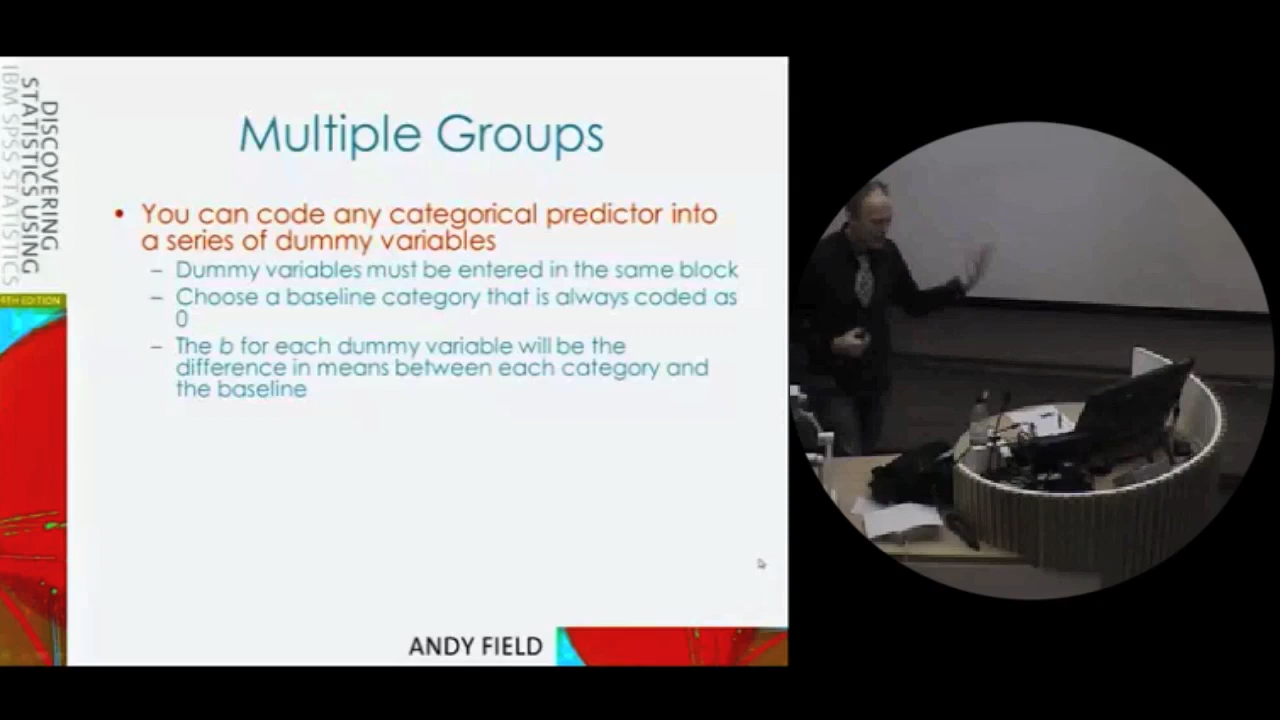 DISCOVERING
STATISTICS USING
IBM SPSS STATISTICS
4TH EDITION
Multiple Groups
• You can code any categorical predictor into
a series of dummy variables
– Dummy variables must be entered in the same block
– Choose a baseline category that is always coded as
0
– The b for each dummy variable will be the
difference in means between each category and
the baseline
ANDY FIELD